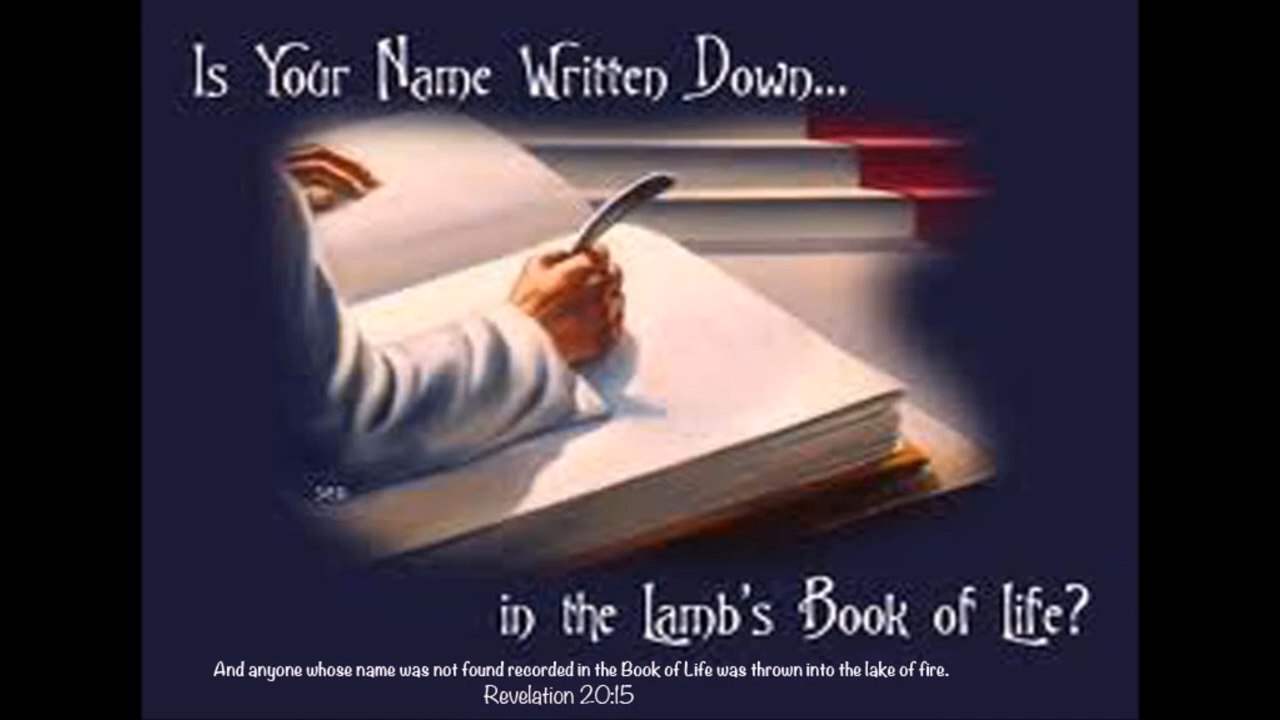 Is Your Name Written Down...
in the Lamb's Book of Life?
And anyone whose name was not found recorded in the Book of Life was thrown into the lake of fire.
Revelation 20:15